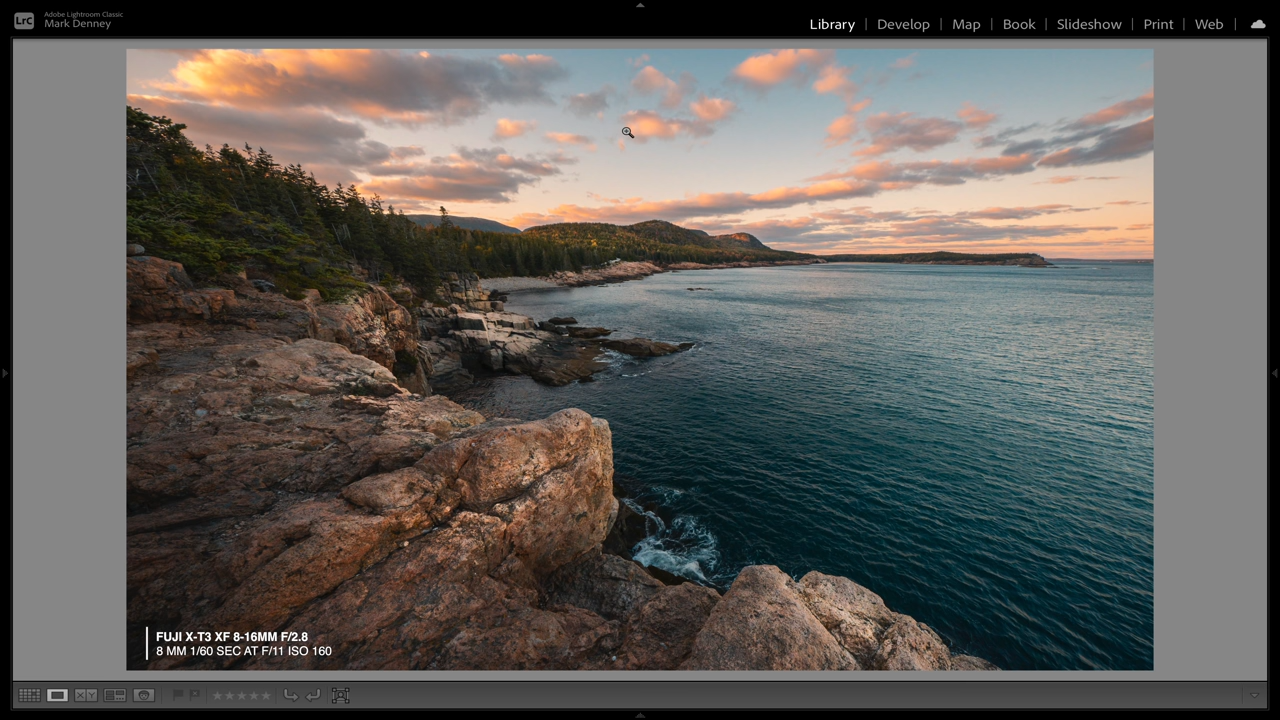 LrC
Adobe Lightroom Classic
Mark Denney
Library | Develop | Map | Book | Slideshow | Print | Web
FUJI X-T3 XF 8-16MM F/2.8
8 MM 1/60 SEC AT F/11 ISO 160
XY